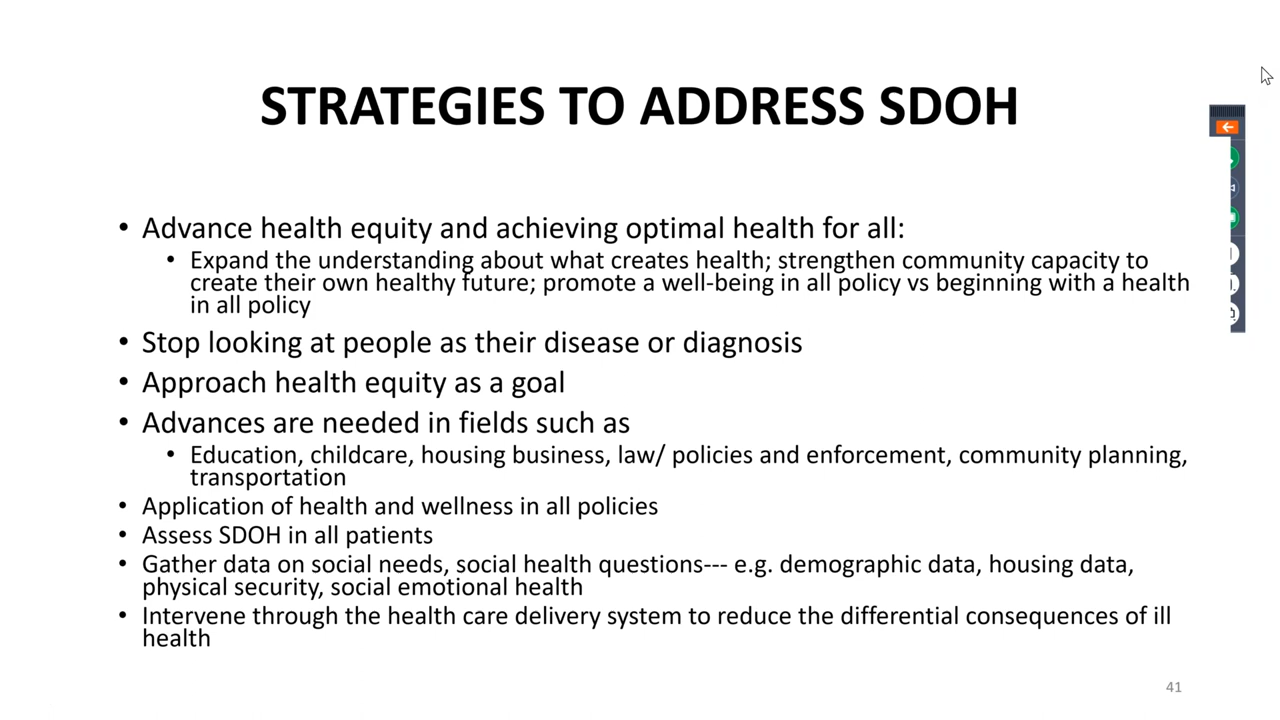 STRATEGIES TO ADDRESS SDOH
• Advance health equity and achieving optimal health for all:
• Expand the understanding about what creates health; strengthen community capacity to
create their own healthy future; promote a well-being in all policy vs beginning with a health
in all policy
• Stop looking at people as their disease or diagnosis
• Approach health equity as a goal
• Advances are needed in fields such as
• Education, childcare, housing business, law/ policies and enforcement, community planning,
transportation
• Application of health and wellness in all policies
• Assess SDOH in all patients
• Gather data on social needs, social health questions--- e.g. demographic data, housing data,
physical security, social emotional health
• Intervene through the health care delivery system to reduce the differential consequences of ill
health
41